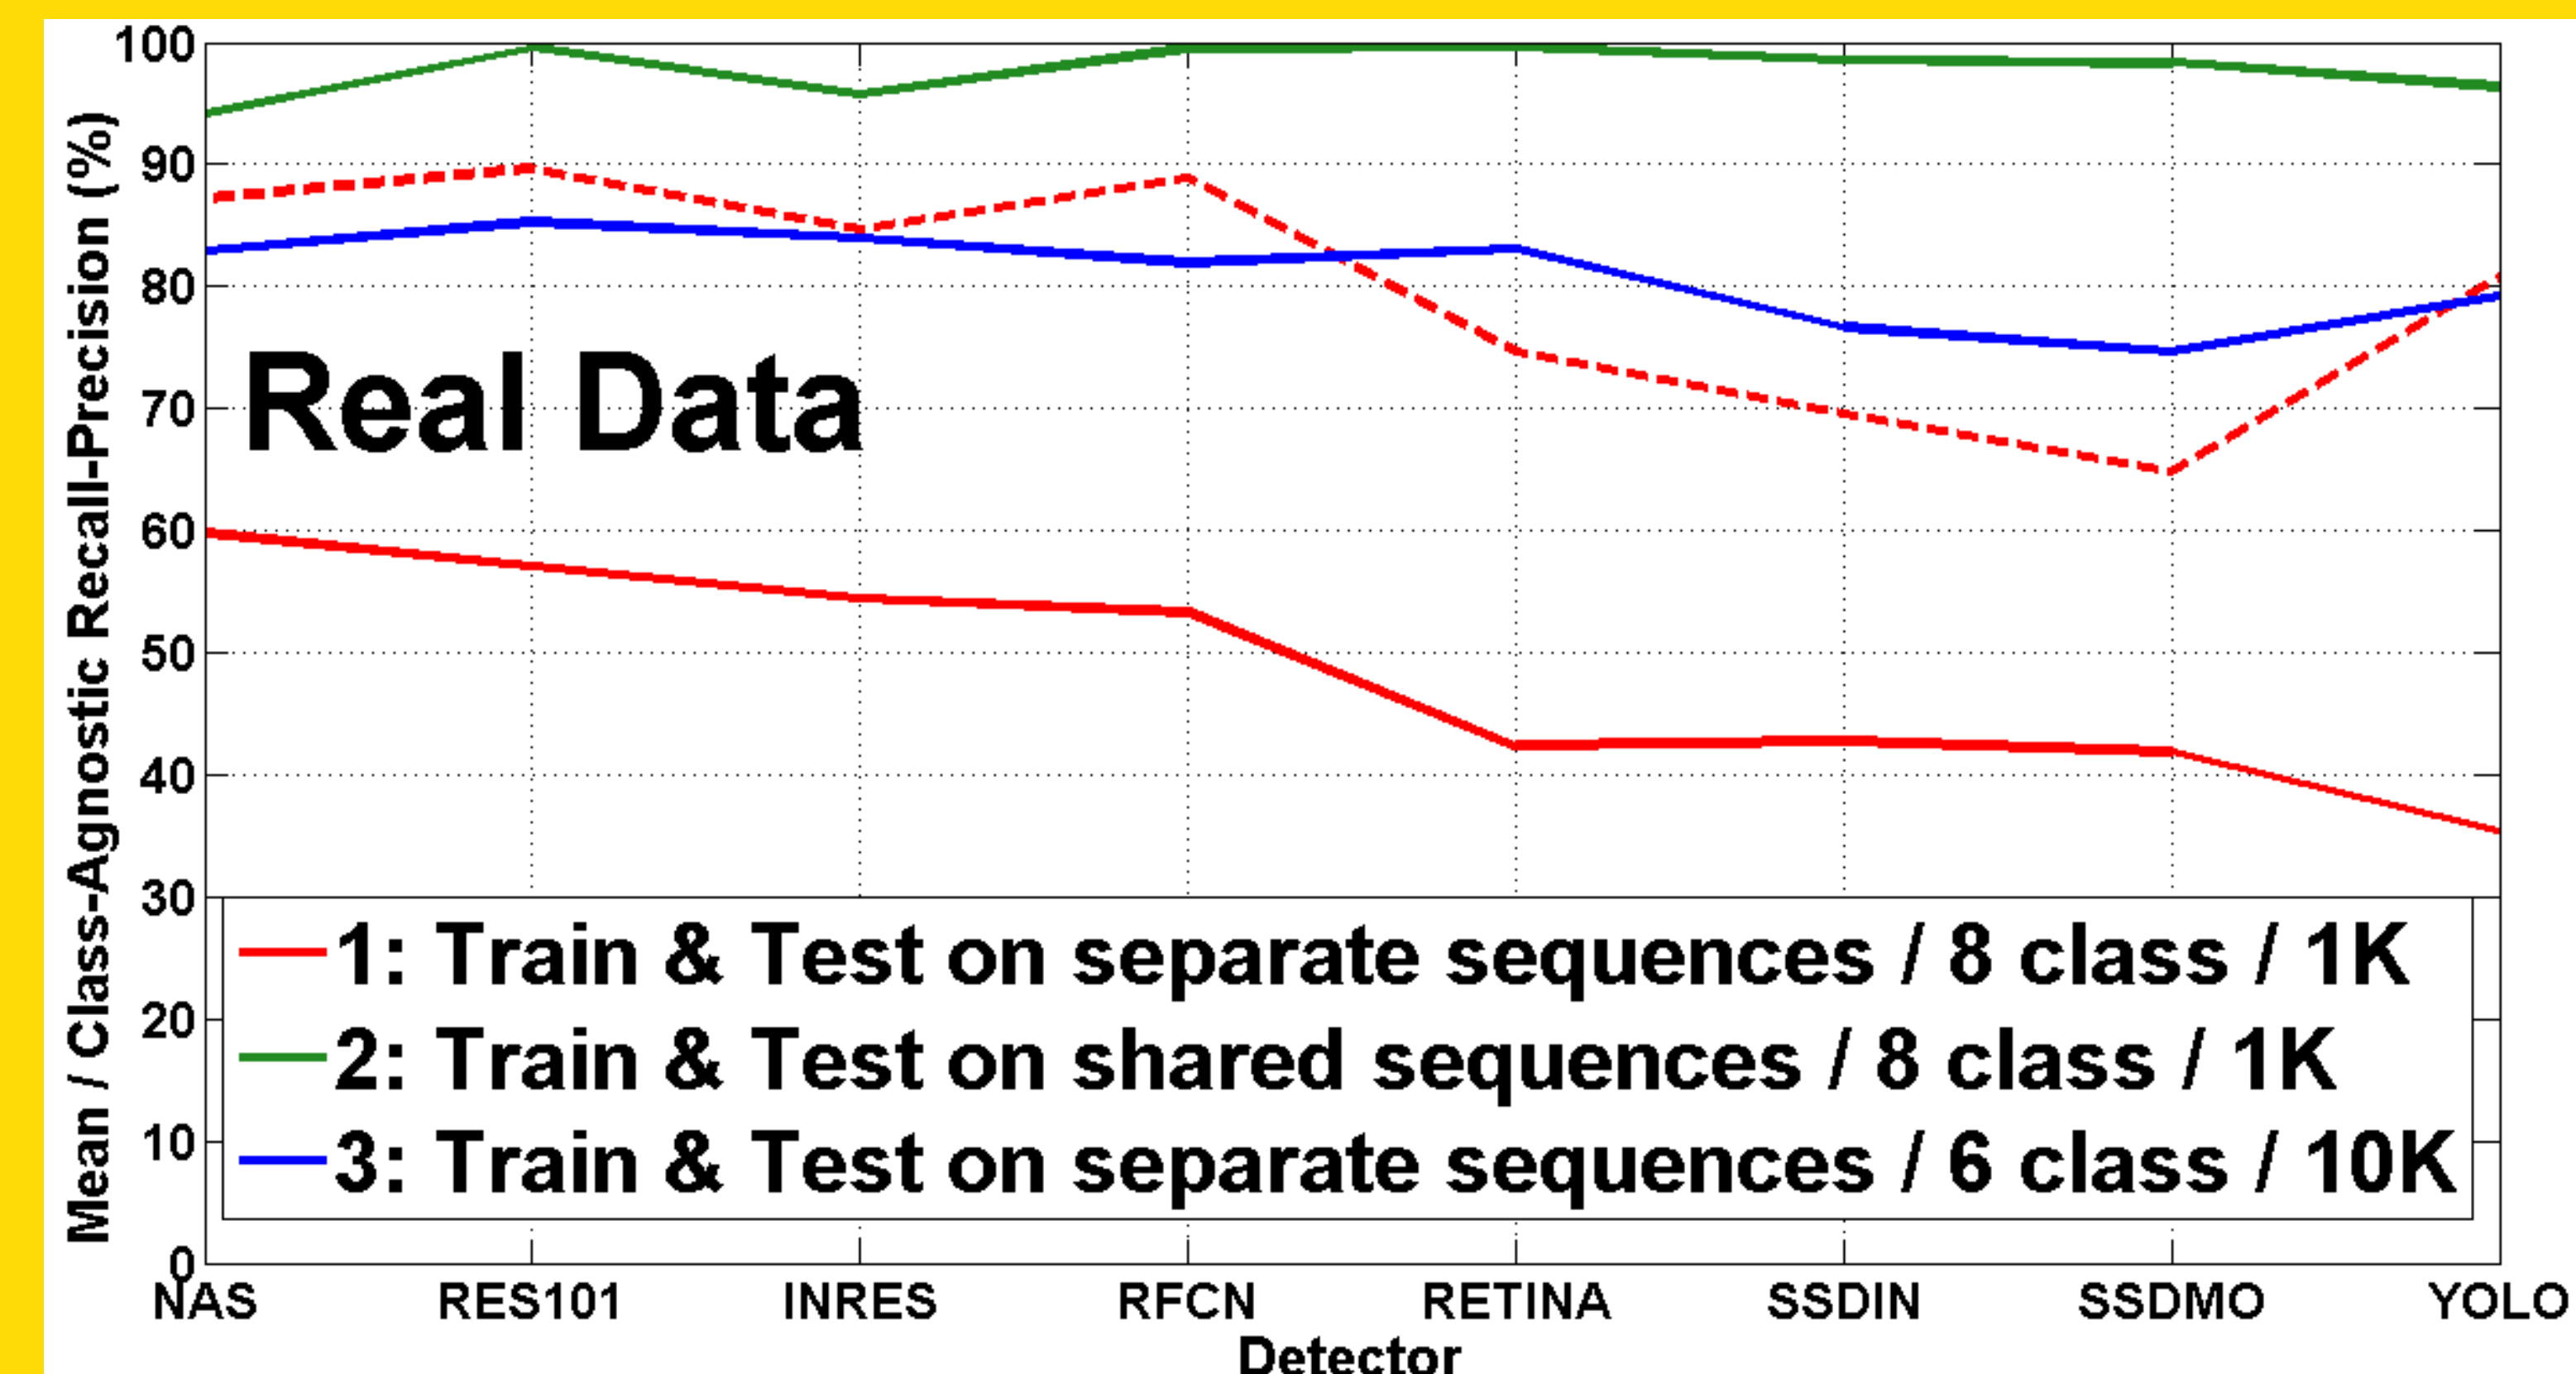 Mean / Class-Agnostic Recall-Precision (%)
100
90
80
70
60
50
40
30
20
10
0
Real Data
1: Train & Test on separate sequences / 8 class / 1K
2: Train & Test on shared sequences / 8 class / 1K
3: Train & Test on separate sequences / 6 class / 10K
NAS RES101 INRES RFCN RETINA SSDIN SSDMO YOLO
Detector